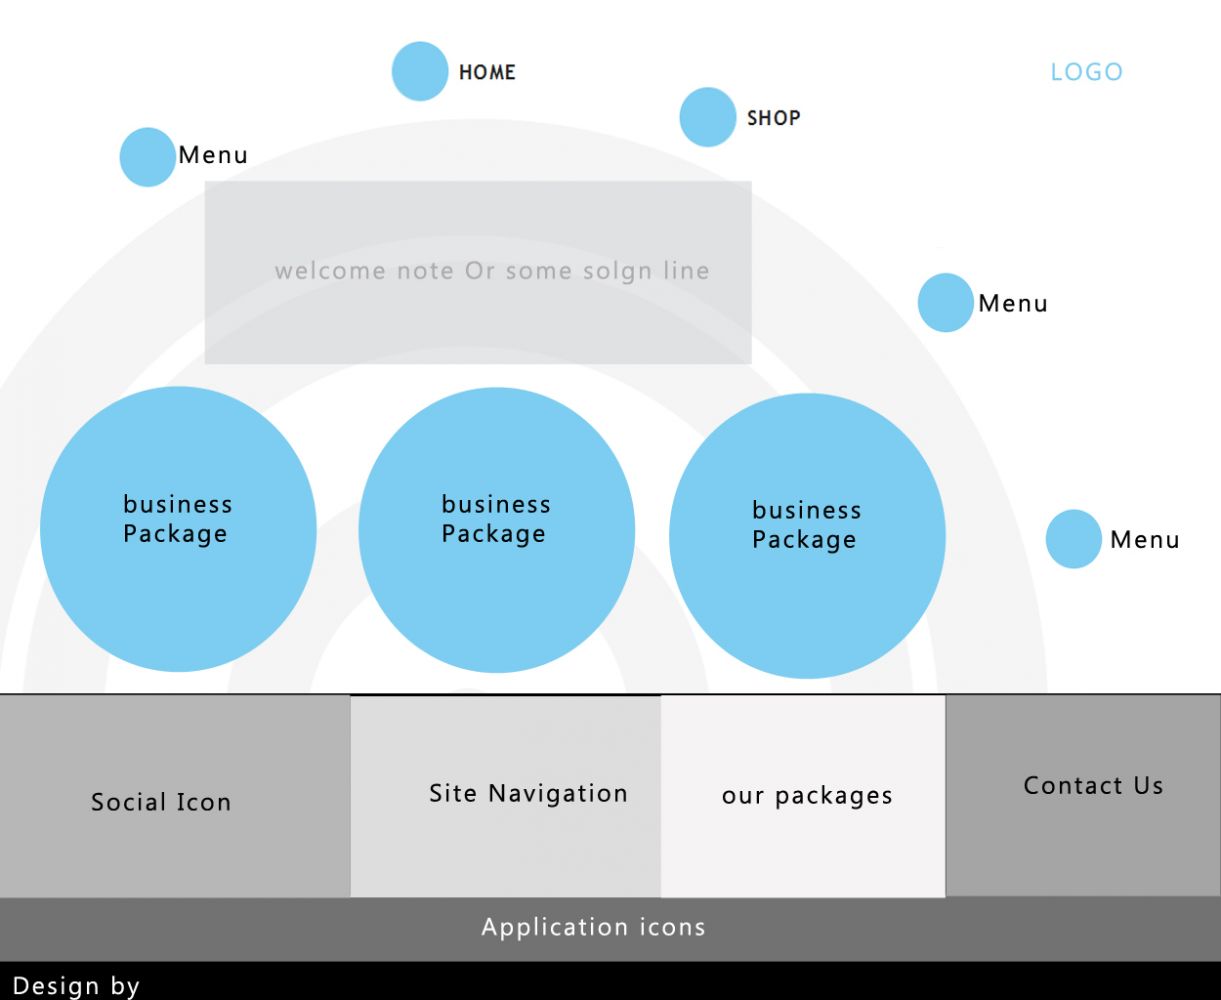 HOME
LOGO
SHOP
Menu
welcome note Or some solgn line
Menu
business
Package
business
Package
business
Package
Menu
Social Icon
Site Navigation
our packages
Contact Us
Application icons
Design by